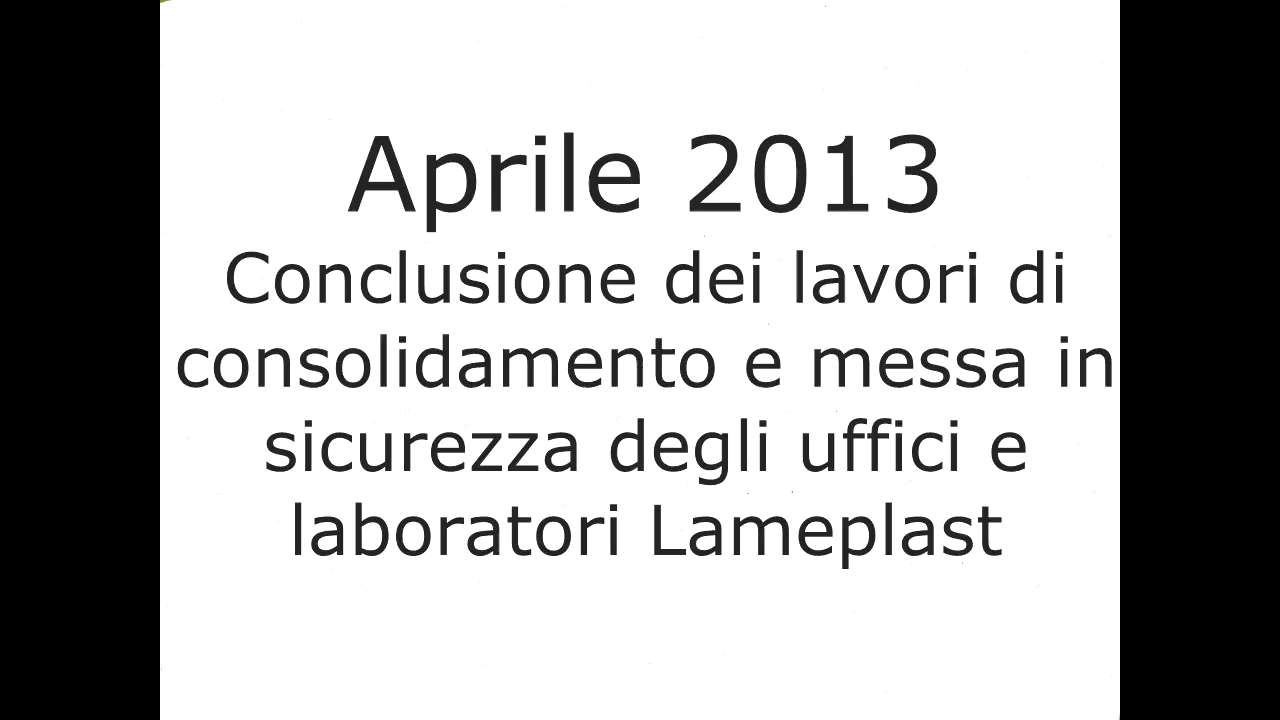 Aprile 2013
Conclusione dei lavori di
consolidamento e messa in
sicurezza degli uffici e
laboratori Lameplast